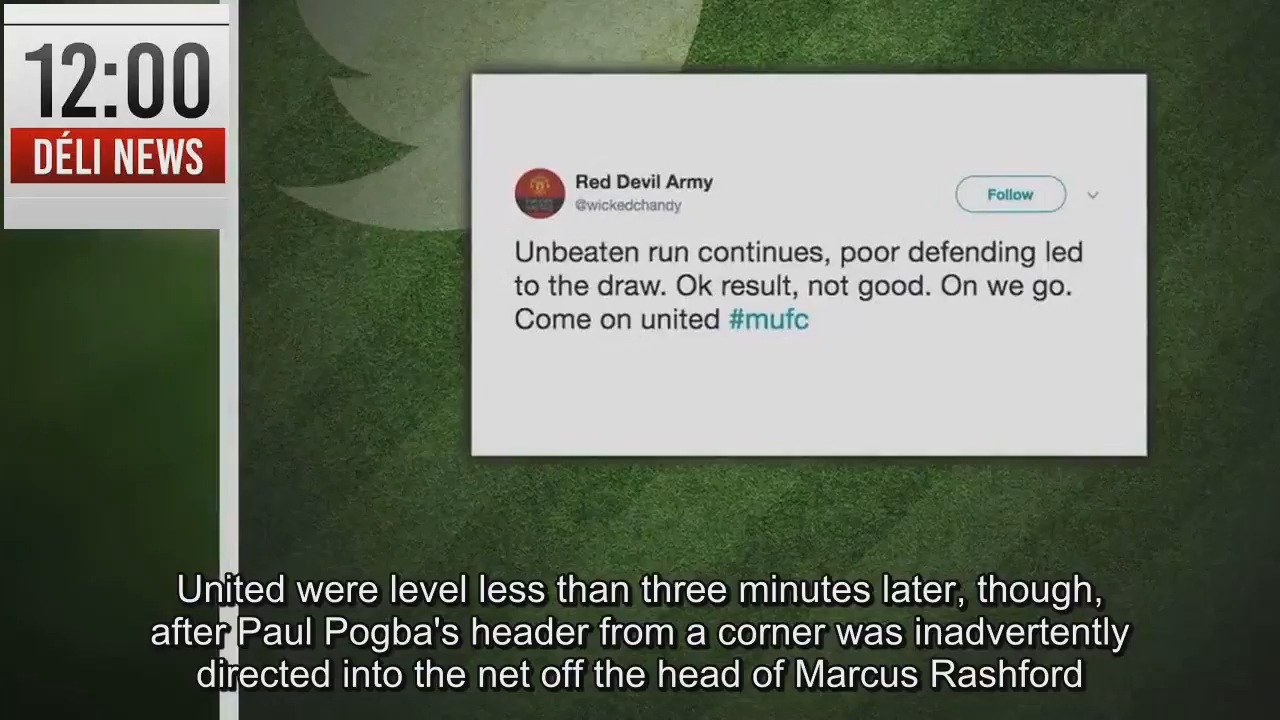 12:00
DÉLI NEWS
Red Devil Army
@wickedchandy
Follow
Unbeaten run continues, poor defending led
to the draw. Ok result, not good. On we go.
Come on united #mufc
United were level less than three minutes later, though,
after Paul Pogba's header from a corner was inadvertently
directed into the net off the head of Marcus Rashford